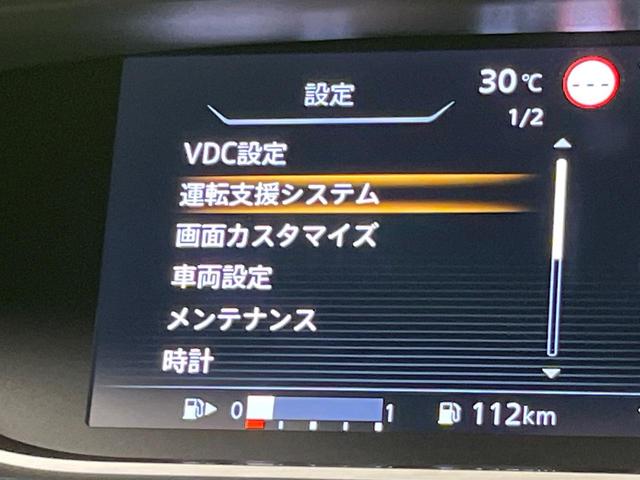 設定
30℃
---
1/2
VDC設定
運転支援システム
画面カスタマイズ
車両設定
メンテナンス
時計
0 1 112km